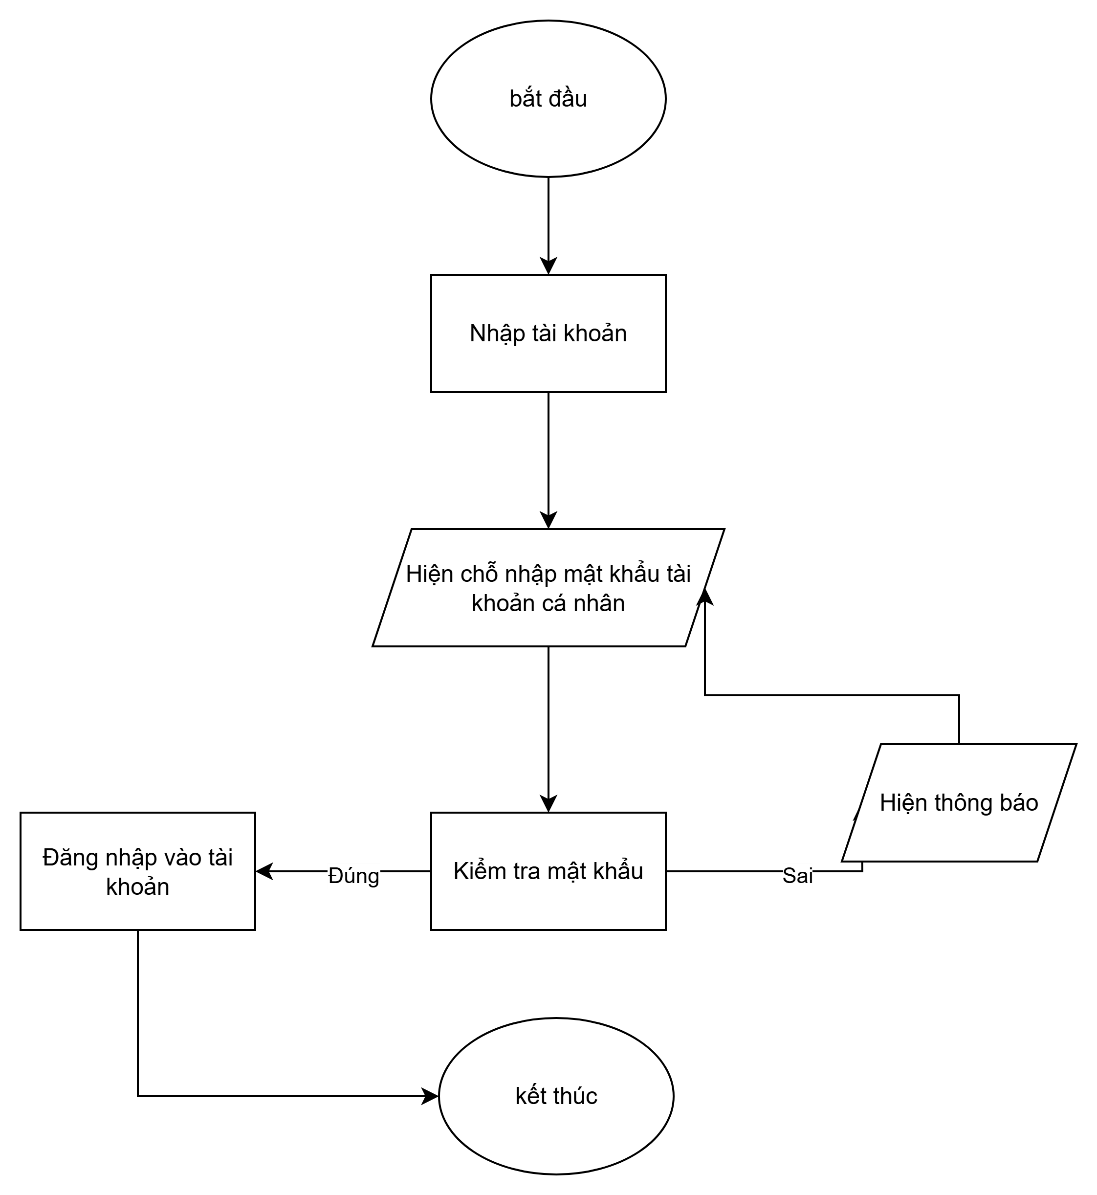 bắt đầu
Nhập tài khoản
Hiện chỗ nhập mật khẩu tài
khoản cá nhân
Hiện thông báo
Đăng nhập vào tài
khoản
Đúng
Kiểm tra mật khẩu
Sai
kết thúc